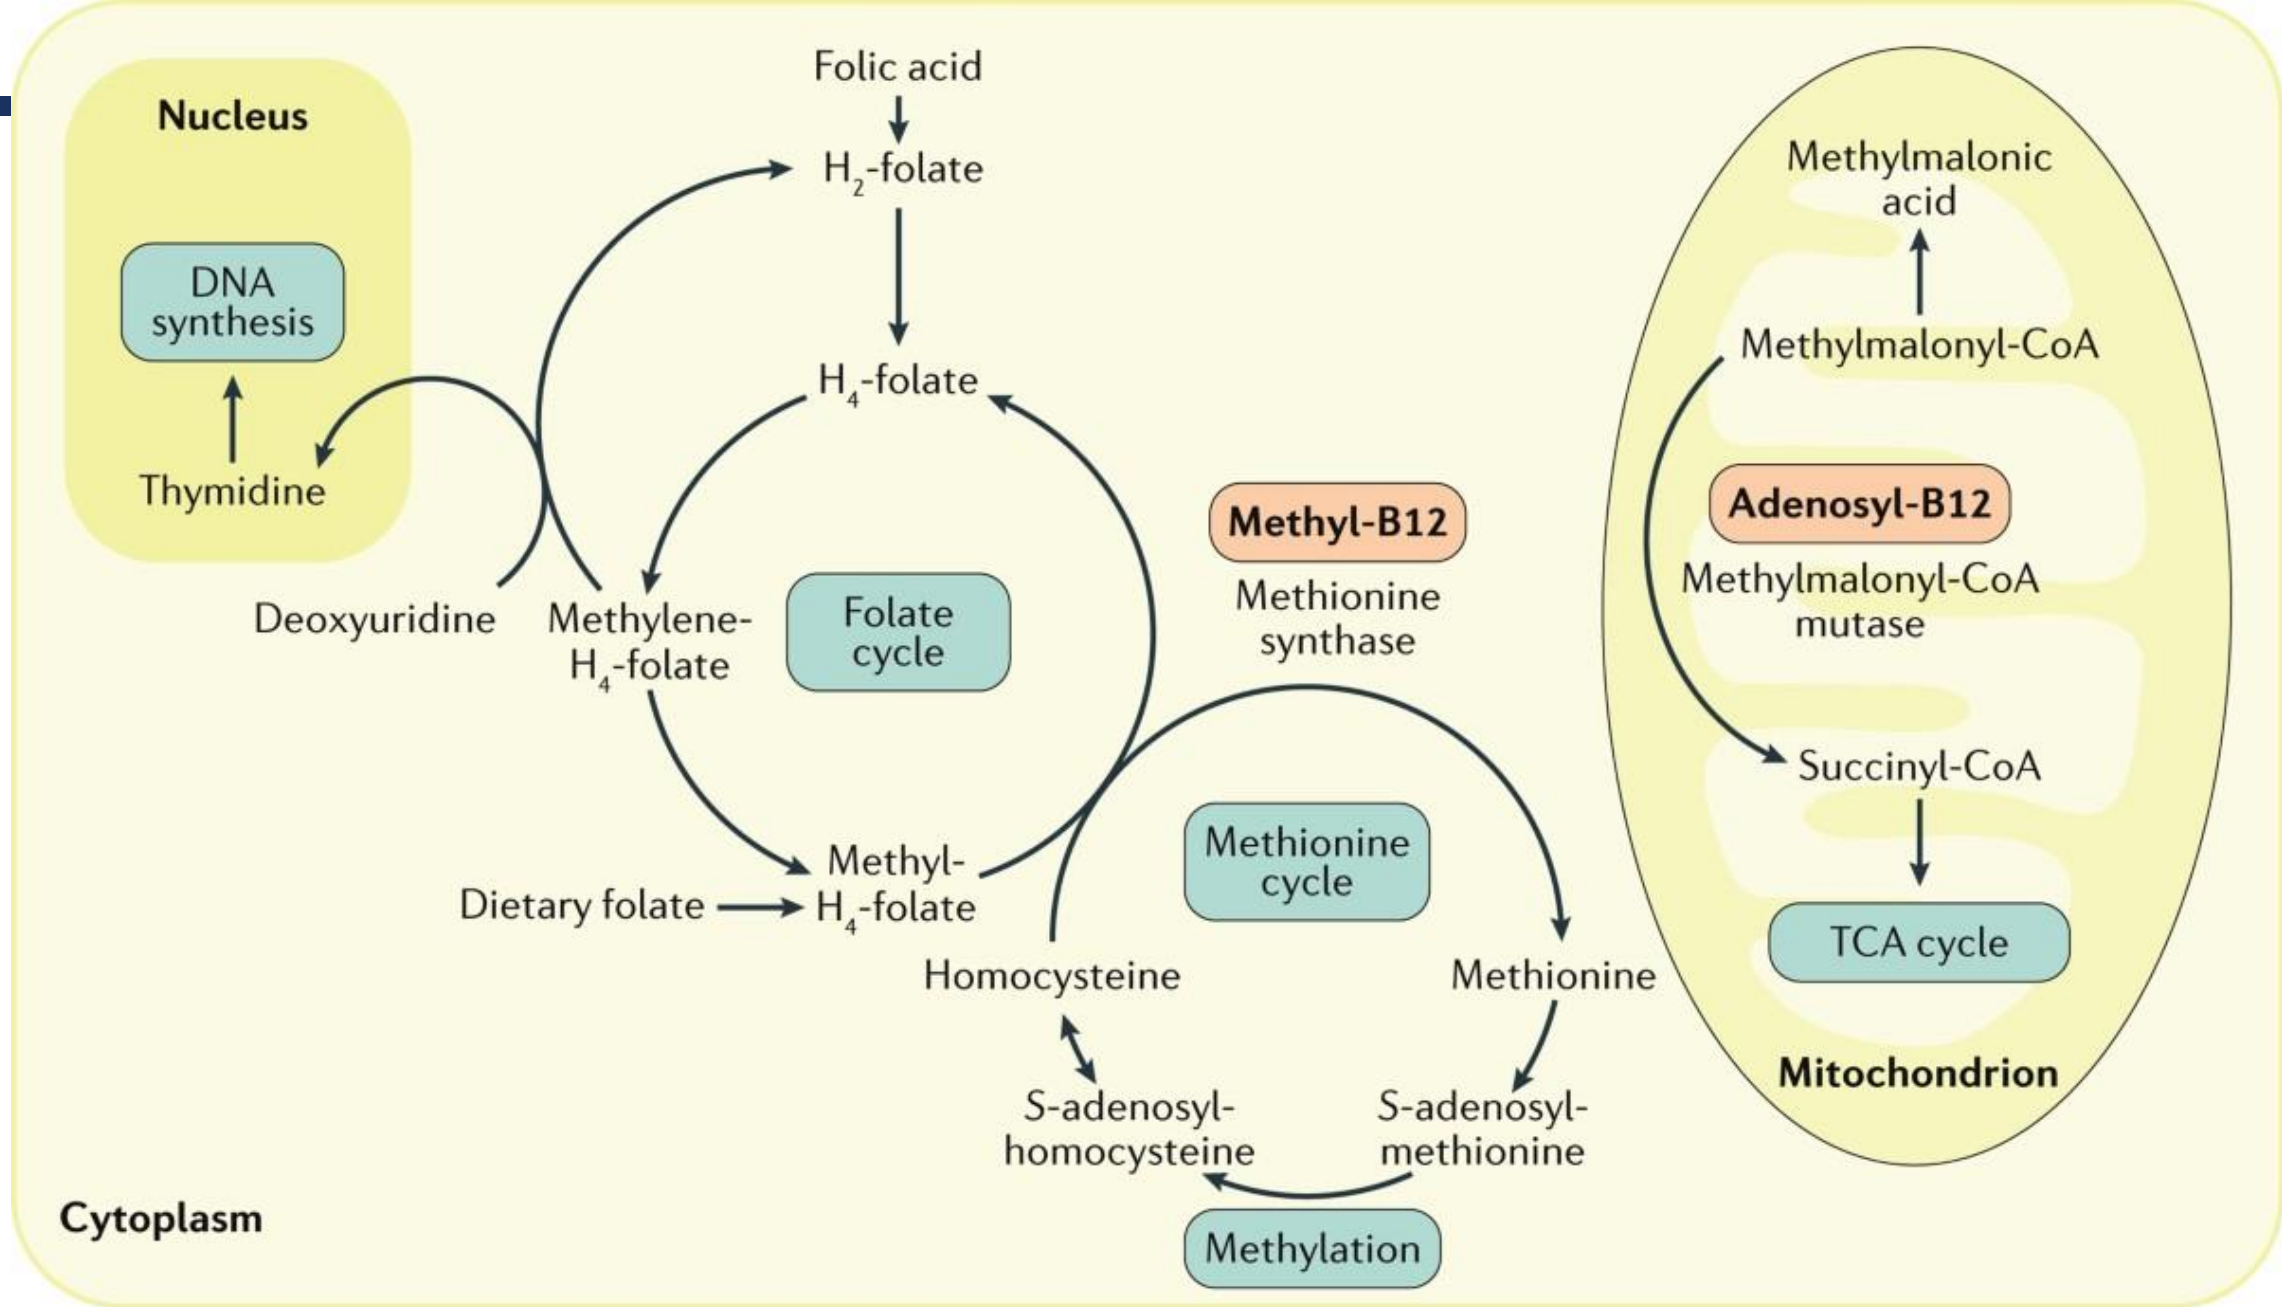 Folic acid
Nucleus
H₂-folate
DNA
synthesis
H₄-folate
Thymidine
Deoxyuridine
Methylene-
H₄-folate
Folate
cycle
Methyl-B12
Methionine
synthase
Dietary folate
Methyl-
H₄-folate
Methionine
cycle
Homocysteine
Methionine
S-adenosyl-
homocysteine
S-adenosyl-
methionine
Methylation
Cytoplasm
Methylmalonic
acid
Methylmalonyl-CoA
Adenosyl-B12
Methylmalonyl-CoA
mutase
Succinyl-CoA
TCA cycle
Mitochondrion